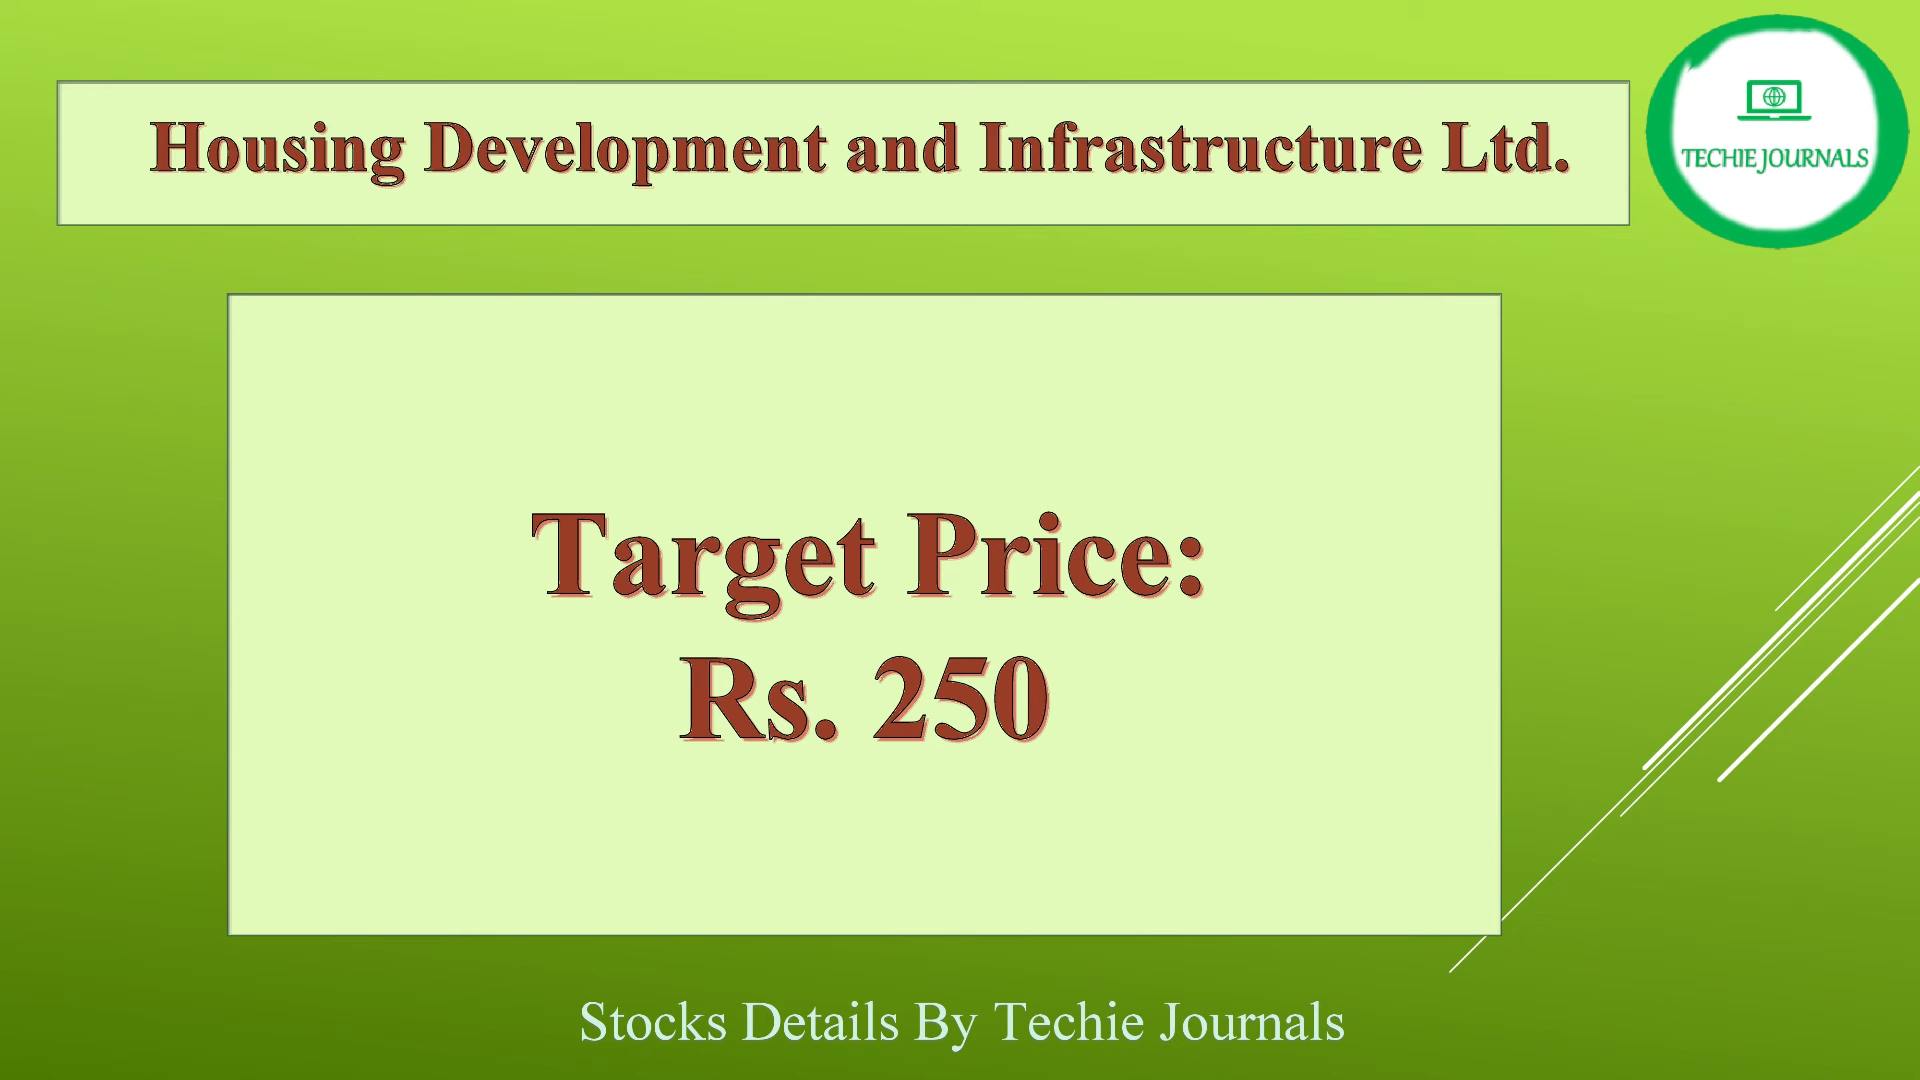 Housing Development and Infrastructure Ltd.
TECHIE JOURNALS
Target Price:
Rs. 250
Stocks Details By Techie Journals